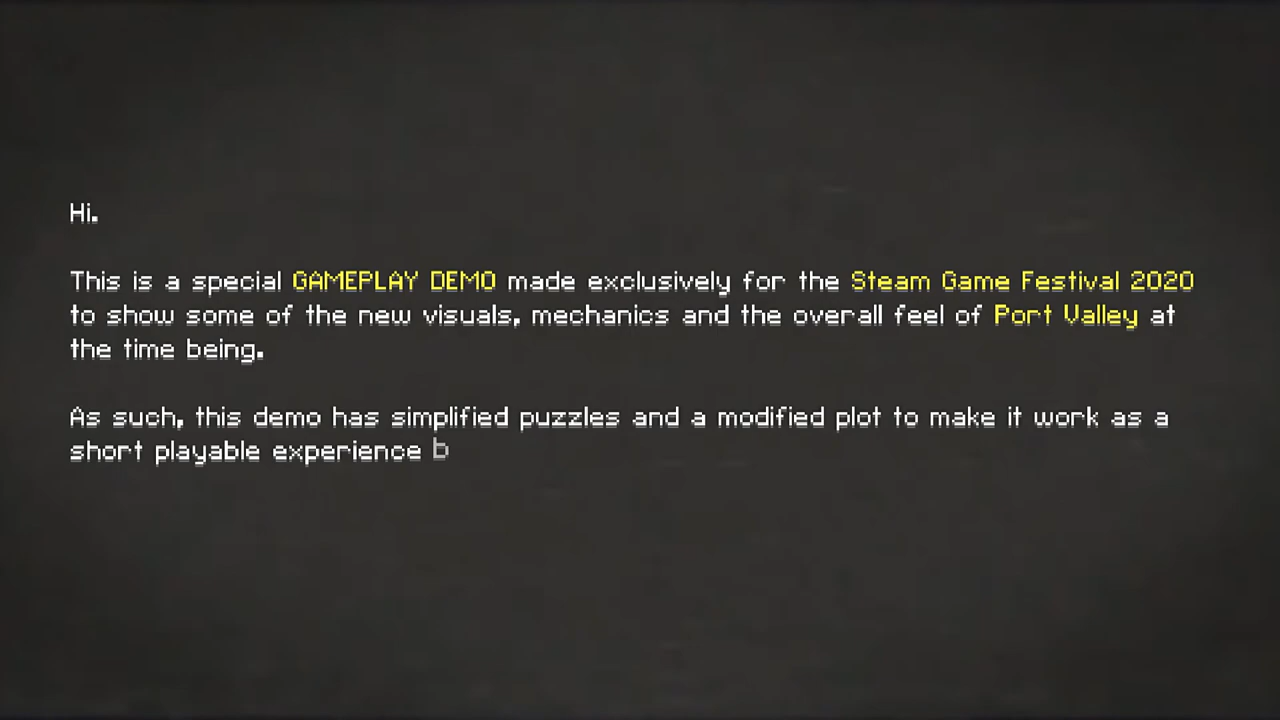 Hi.
This is a special GAMEPLAY DEMO made exclusively for the Steam Game Festival 2020
to show some of the new visuals, mechanics and the overall feel of Port Valley at
the time being.
As such, this demo has simplified puzzles and a modified plot to make it work as a
short playable experience b